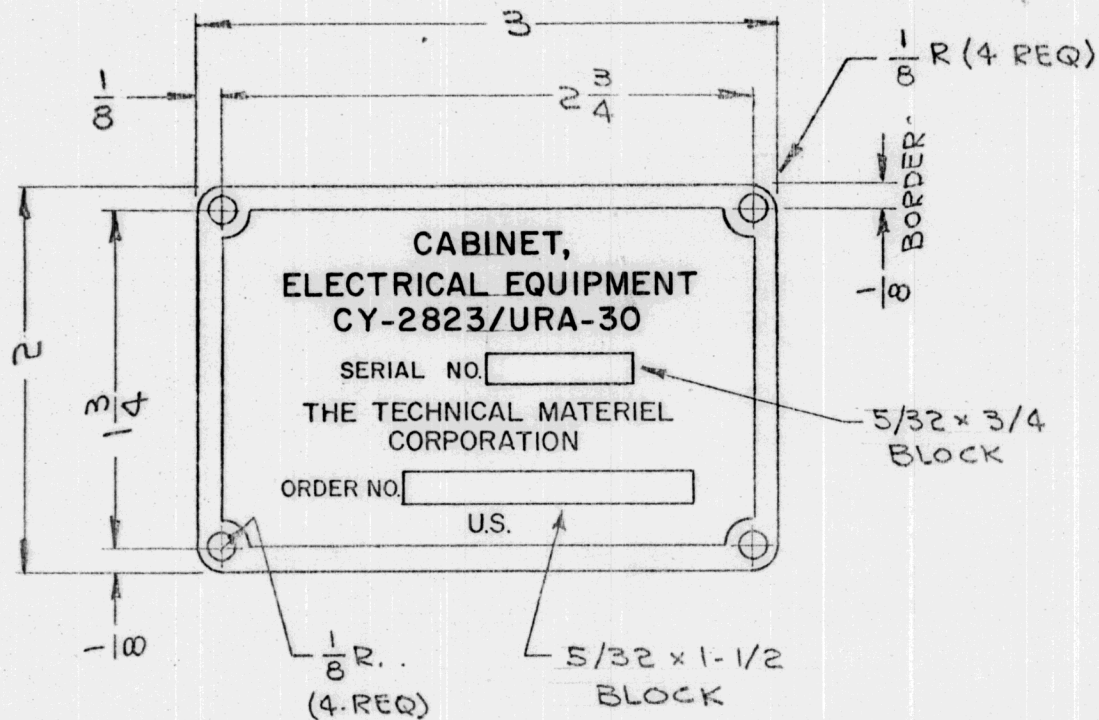 3
1/8
2 3/4
1/8 R (4 REQ)
1/8 BORDER
2
1 3/4
CABINET,
ELECTRICAL EQUIPMENT
CY-2823/URA-30
SERIAL NO.
THE TECHNICAL MATERIEL
CORPORATION
5/32 x 3/4
BLOCK
ORDER NO.
U.S.
1/8
1/8 R..
(4 REQ)
5/32 x 1-1/2
BLOCK